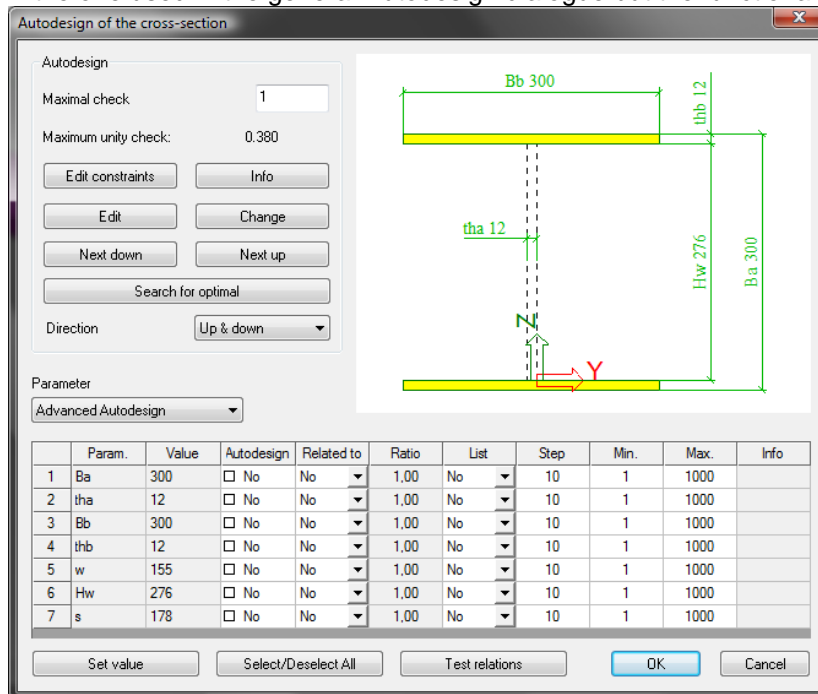 Autodesign of the cross-section
Autodesign
Maximal check 1
Maximum unity check: 0.380
Edit constraints Info
Edit Change
Next down Next up
Search for optimal
Direction Up & down
Bb 300
thb 12
tha 12
Hw 276
Ba 300
Z
Y
Parameter
Advanced Autodesign
Param. Value Autodesign Related to Ratio List Step Min. Max. Info
1 Ba 300 No No 1,00 No 10 1 1000
2 tha 12 No No 1,00 No 10 1 1000
3 Bb 300 No No 1,00 No 10 1 1000
4 thb 12 No No 1,00 No 10 1 1000
5 w 155 No No 1,00 No 10 1 1000
6 Hw 276 No No 1,00 No 10 1 1000
7 s 178 No No 1,00 No 10 1 1000
Set value Select/Deselect All Test relations OK Cancel